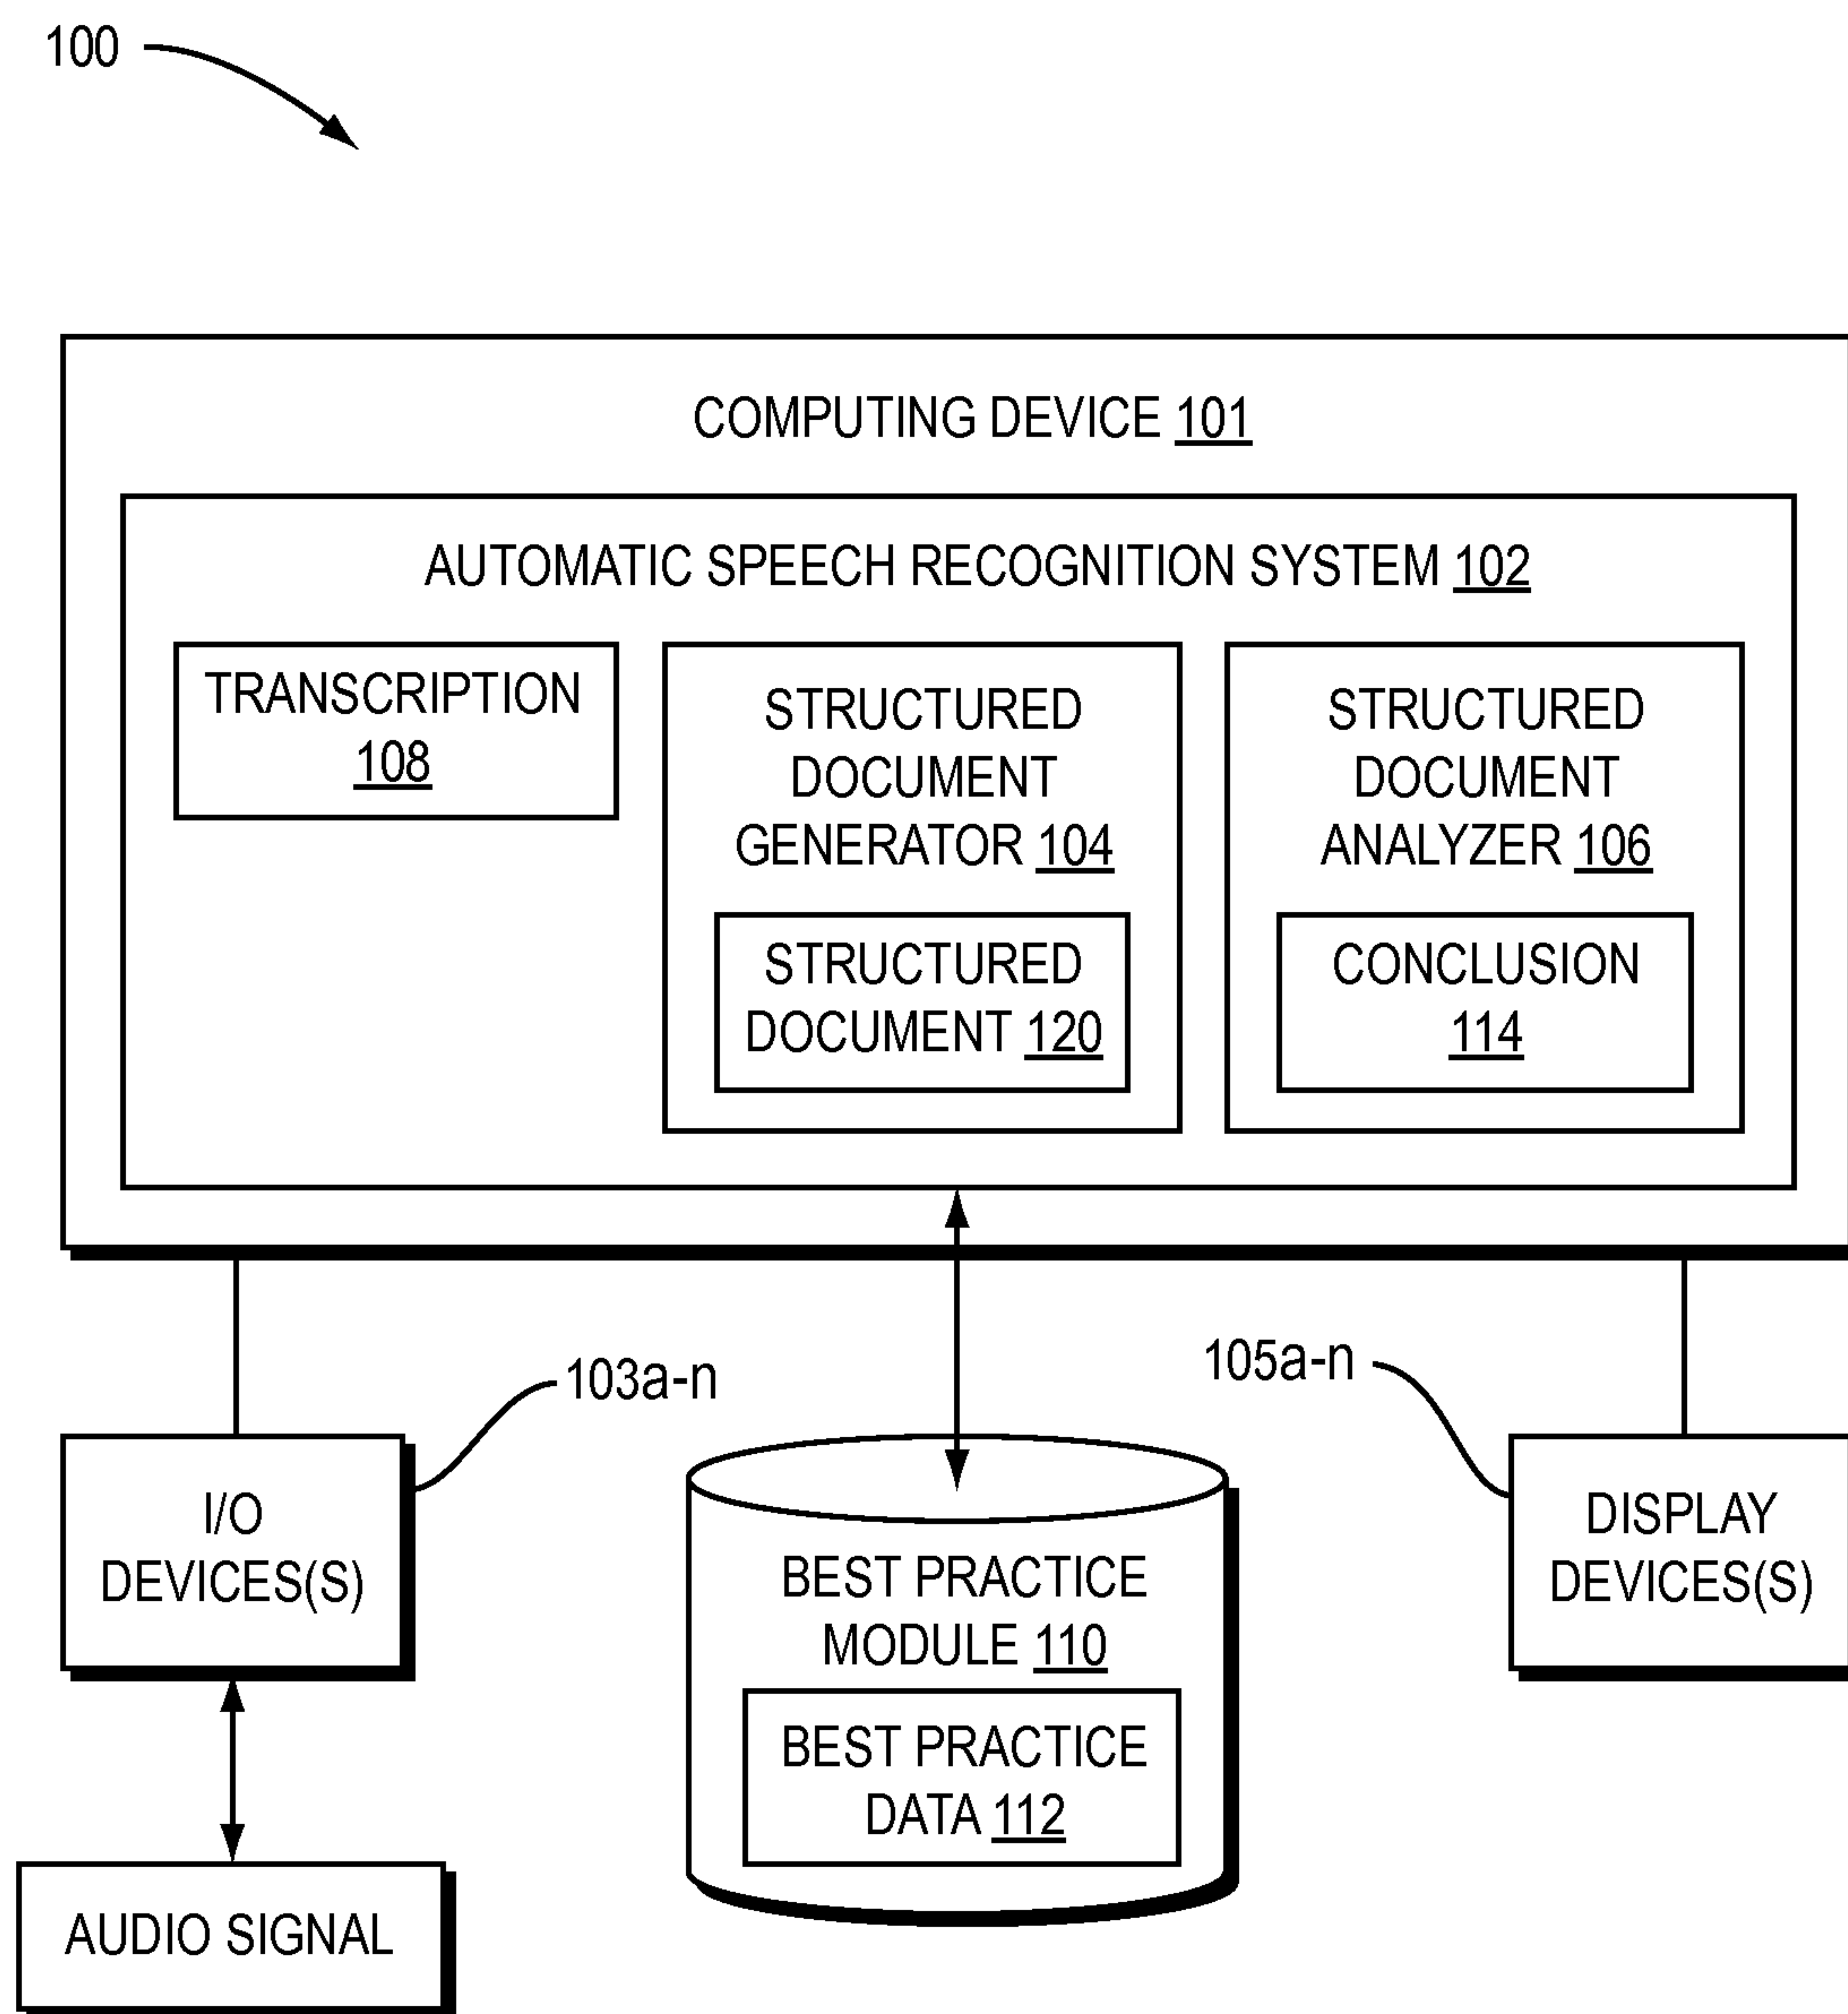 100
COMPUTING DEVICE 101
AUTOMATIC SPEECH RECOGNITION SYSTEM 102
TRANSCRIPTION
108
STRUCTURED
DOCUMENT
GENERATOR 104
STRUCTURED
DOCUMENT 120
STRUCTURED
DOCUMENT
ANALYZER 106
CONCLUSION
114
103a-n
105a-n
I/O
DEVICES(S)
BEST PRACTICE
MODULE 110
BEST PRACTICE
DATA 112
DISPLAY
DEVICES(S)
AUDIO SIGNAL